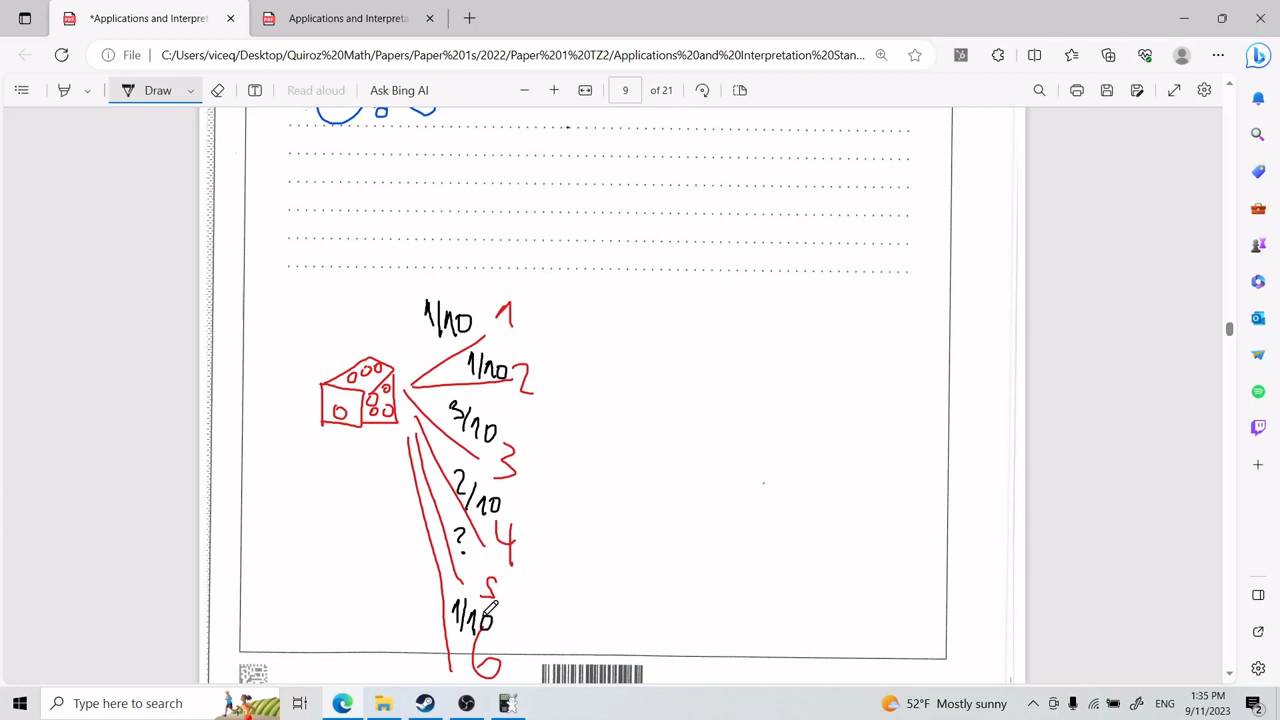 *Applications and Interpret
Applications and Interpreta
File
C:/Users/viceq/Desktop/Quiroz%20Math/Papers/Paper%201s/2022/Paper%201%20TZ2/Applications%20and%20Interpretation%20Stan...
Draw
Read aloud
Ask Bing AI
9 of 21
1/10 1
1/10 2
3/10
3
2/10
4
?
5
1/10
6
Type here to search
52°F Mostly sunny
ENG
1:35 PM
9/11/2023
2